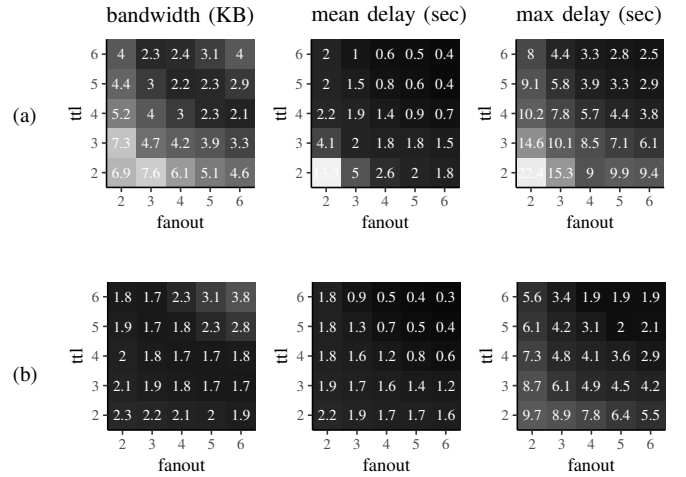 bandwidth (KB) mean delay (sec) max delay (sec)
(a)
ttl
6 4 2.3 2.4 3.1 4
5 4.4 3 2.2 2.3 2.9
4 5.2 4 3 2.3 2.1
3 7.3 4.7 4.2 3.9 3.3
2 6.9 7.6 6.1 5.1 4.6
2 3 4 5 6
fanout
ttl
6 2 1 0.6 0.5 0.4
5 2 1.5 0.8 0.6 0.4
4 2.2 1.9 1.4 0.9 0.7
3 4.1 2 1.8 1.8 1.5
2 5 2.6 2 1.8
2 3 4 5 6
fanout
ttl
6 8 4.4 3.3 2.8 2.5
5 9.1 5.8 3.9 3.3 2.9
4 10.2 7.8 5.7 4.4 3.8
3 14.6 10.1 8.5 7.1 6.1
2 22.4 15.3 9 9.9 9.4
2 3 4 5 6
fanout
(b)
ttl
6 1.8 1.7 2.3 3.1 3.8
5 1.9 1.7 1.8 2.3 2.8
4 2 1.8 1.7 1.7 1.8
3 2.1 1.9 1.8 1.7 1.7
2 2.3 2.2 2.1 2 1.9
2 3 4 5 6
fanout
ttl
6 1.8 0.9 0.5 0.4 0.3
5 1.8 1.3 0.7 0.5 0.4
4 1.8 1.6 1.2 0.8 0.6
3 1.9 1.7 1.6 1.4 1.2
2 2.2 1.9 1.7 1.7 1.6
2 3 4 5 6
fanout
ttl
6 5.6 3.4 1.9 1.9 1.9
5 6.1 4.2 3.1 2 2.1
4 7.3 4.8 4.1 3.6 2.9
3 8.7 6.1 4.9 4.5 4.2
2 9.7 8.9 7.8 6.4 5.5
2 3 4 5 6
fanout